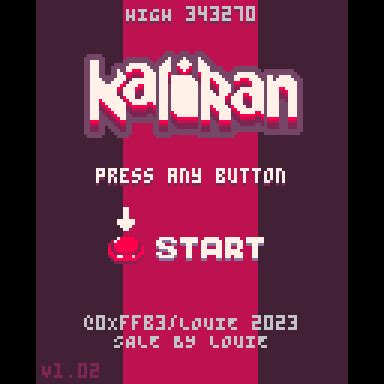 HIGH 343270
KALIRAN
PRESS ANY BUTTON
START
@0xFFB3/LOUIE 2023
SALE BY LOUIE
v1.02